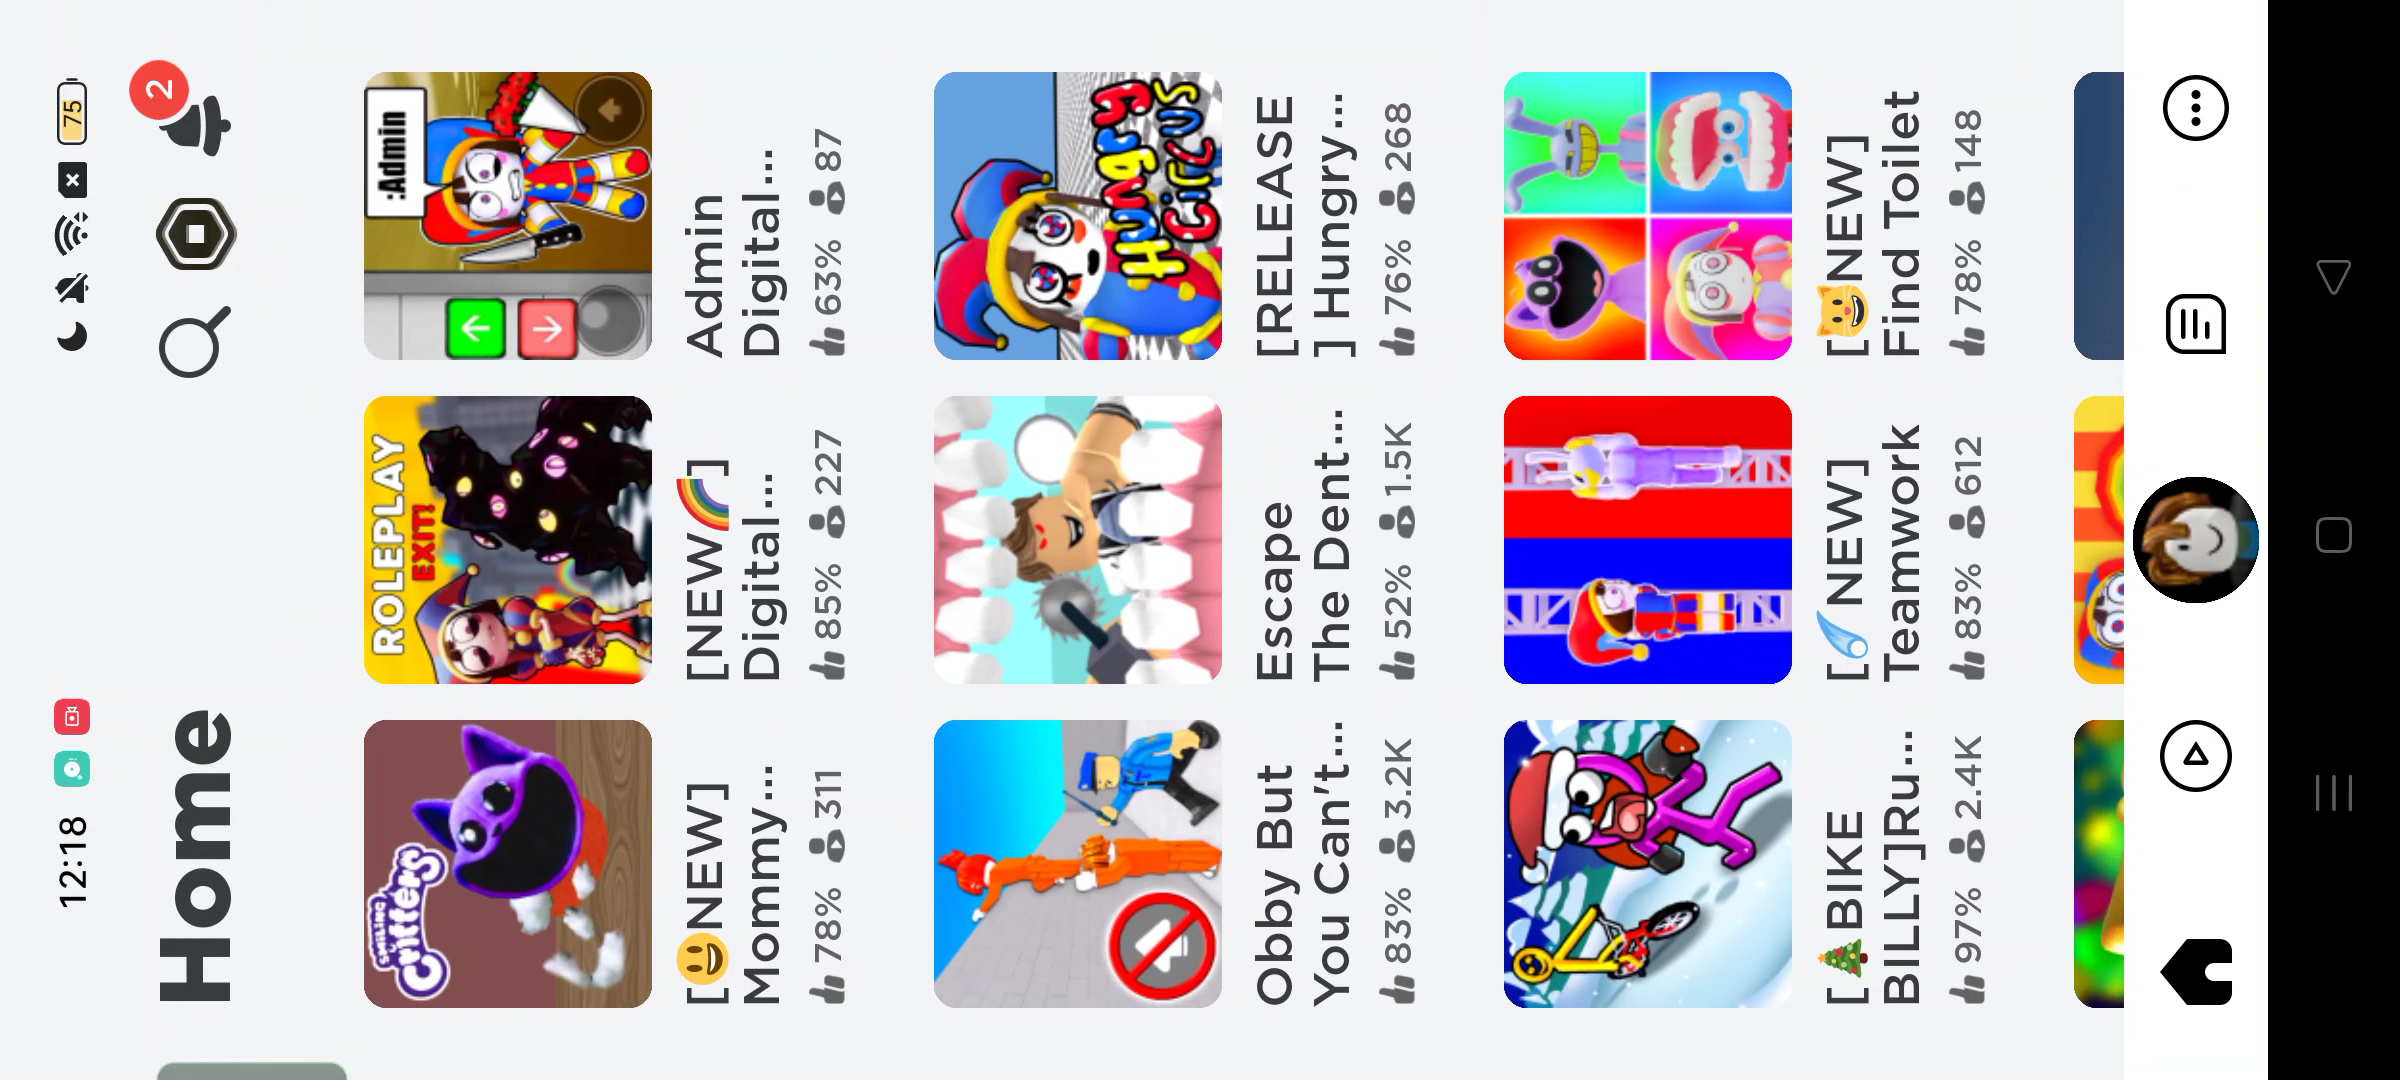 12:18
75
Home
2
SMILING
Critters
ROLEPLAY
EXIT!
:Admin
[😃NEW]
Mommy...
78% 311
[NEW🌈]
Digital...
85% 227
Admin
Digital...
63% 87
Hungry
Circus
Obby But
You Can't...
83% 3.2K
Escape
The Dent...
52% 1.5K
[RELEASE
] Hungry...
76% 268
[🎄BIKE
BILLY]Ru...
97% 2.4K
[☄️NEW]
Teamwork
83% 612
[😺NEW]
Find Toilet
78% 148